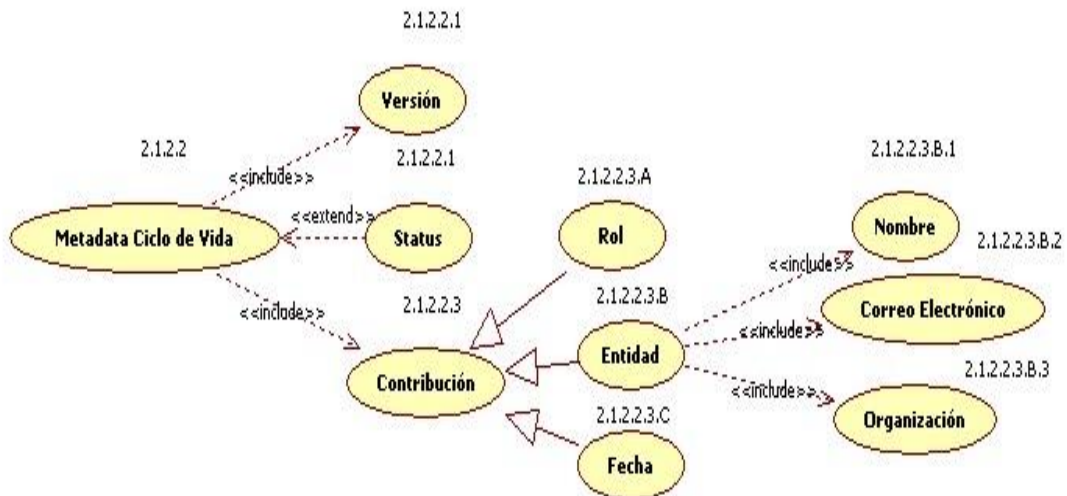 2.1.2.2.1
Versión
2.1.2.2
<<include>>
2.1.2.2.1
Metadata Ciclo de Vida
<<extend>>
Status
<<include>>
2.1.2.2.3
Contribución
2.1.2.2.3.A
Rol
2.1.2.2.3.B
Entidad
2.1.2.2.3.C
Fecha
2.1.2.2.3.B.1
Nombre
<<include>>
2.1.2.2.3.B.2
Correo Electrónico
<<include>>
2.1.2.2.3.B.3
<<include>>
Organización